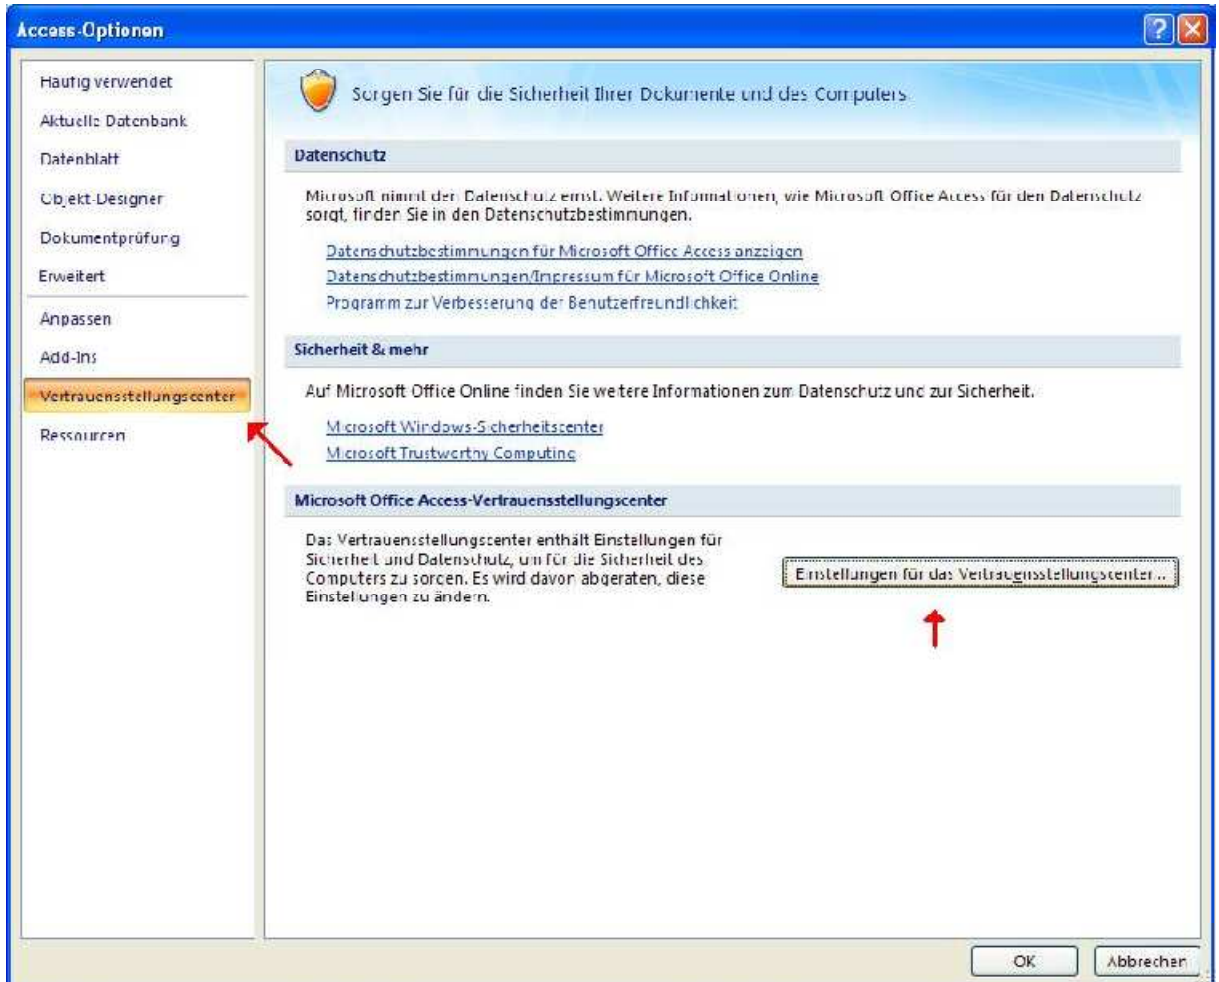 Access-Optionen
Häufig verwendet
Aktuelle Datenbank
Datenblatt
Objekt-Designer
Dokumentprüfung
Erweitert
Anpassen
Add-Ins
Vertrauensstellungscenter
Ressourcen
Sorgen Sie für die Sicherheit Ihrer Dokumente und des Computers.
Datenschutz
Microsoft nimmt den Datenschutz ernst. Weitere Informationen, wie Microsoft Office Access für den Datenschutz
sorgt, finden Sie in den Datenschutzbestimmungen.
Datenschutzbestimmungen für Microsoft Office Access anzeigen
Datenschutzbestimmungen/Impressum für Microsoft Office Online
Programm zur Verbesserung der Benutzerfreundlichkeit
Sicherheit & mehr
Auf Microsoft Office Online finden Sie weitere Informationen zum Datenschutz und zur Sicherheit.
Microsoft Windows-Sicherheitscenter
Microsoft Trustworthy Computing
Microsoft Office Access-Vertrauensstellungscenter
Das Vertrauensstellungscenter enthält Einstellungen für
Sicherheit und Datenschutz, um für die Sicherheit des
Computers zu sorgen. Es wird davon abgeraten, diese
Einstellungen zu ändern.
Einstellungen für das Vertrauensstellungscenter...
OK
Abbrechen